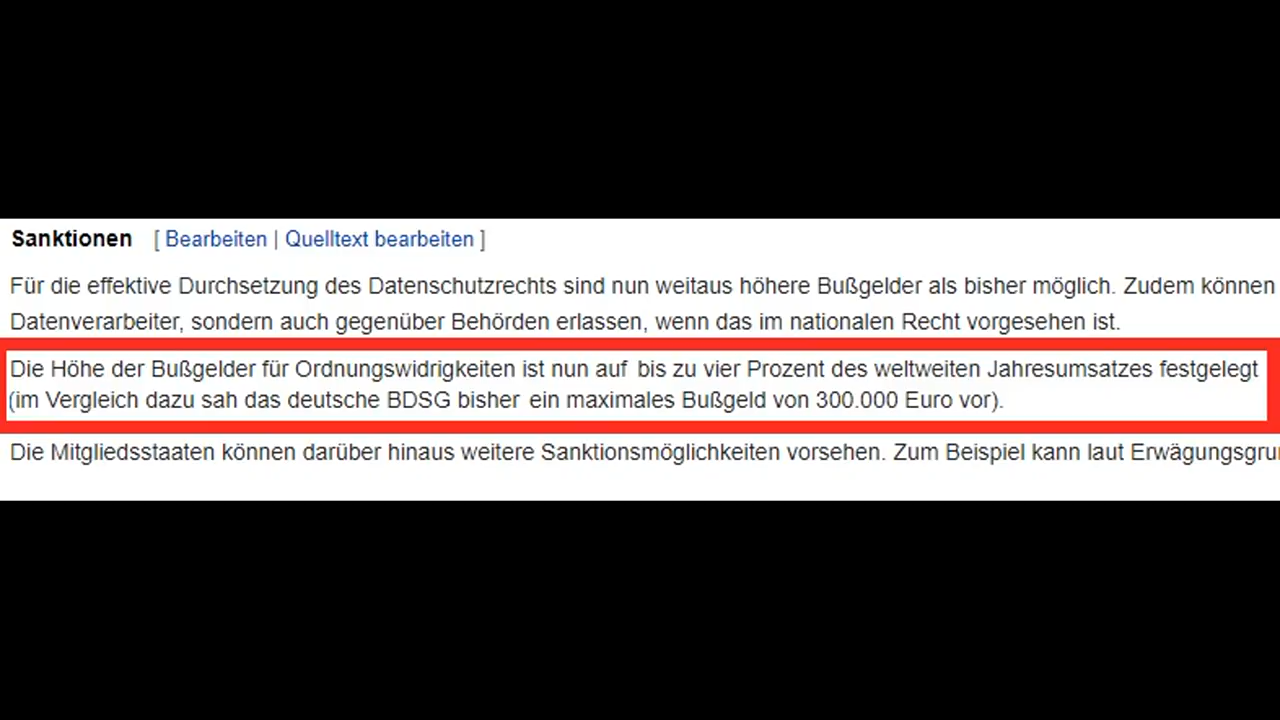 Sanktionen [ Bearbeiten | Quelltext bearbeiten ]
Für die effektive Durchsetzung des Datenschutzrechts sind nun weitaus höhere Bußgelder als bisher möglich. Zudem können
Datenverarbeiter, sondern auch gegenüber Behörden erlassen, wenn das im nationalen Recht vorgesehen ist.
Die Höhe der Bußgelder für Ordnungswidrigkeiten ist nun auf bis zu vier Prozent des weltweiten Jahresumsatzes festgelegt
(im Vergleich dazu sah das deutsche BDSG bisher ein maximales Bußgeld von 300.000 Euro vor).
Die Mitgliedsstaaten können darüber hinaus weitere Sanktionsmöglichkeiten vorsehen. Zum Beispiel kann laut